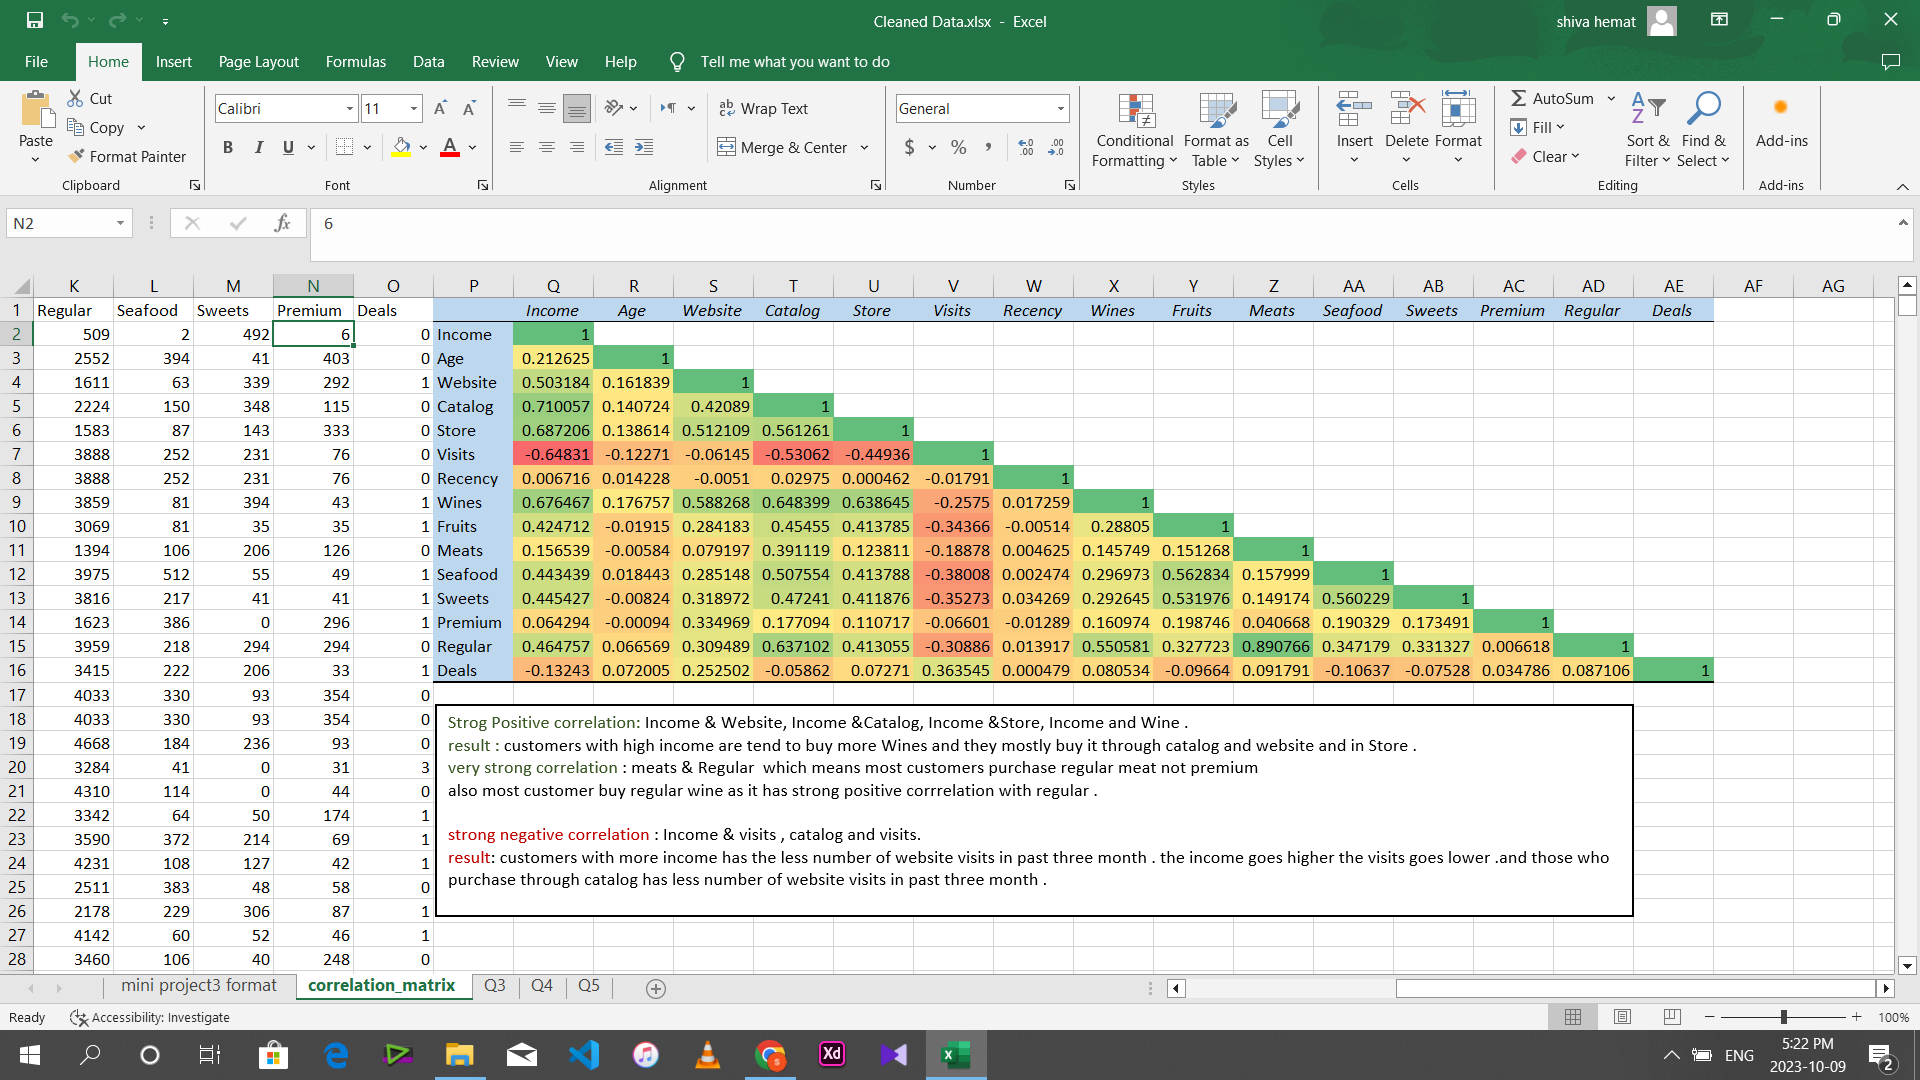 Cleaned Data.xlsx - Excel
shiva hemat
File Home Insert Page Layout Formulas Data Review View Help Tell me what you want to do
Paste
Cut
Copy
Format Painter
Clipboard
Calibri 11
B I U
Font
ab Wrap Text
Merge & Center
Alignment
General
$ %
Number
Conditional Formatting
Format as Table
Cell Styles
Styles
Insert Delete Format
Cells
AutoSum
Fill
Clear
Sort & Filter
Find & Select
Editing
Add-ins
Add-ins
N2 fx 6
K L M N O P Q R S T U V W X Y Z AA AB AC AD AE AF AG
1 Regular Seafood Sweets Premium Deals Income Age Website Catalog Store Visits Recency Wines Fruits Meats Seafood Sweets Premium Regular Deals
2 509 2 492 6 0 Income 1
3 2552 394 41 403 0 Age 0.212625 1
4 1611 63 339 292 1 Website 0.503184 0.161839 1
5 2224 150 348 115 0 Catalog 0.710057 0.140724 0.42089 1
6 1583 87 143 333 0 Store 0.687206 0.138614 0.512109 0.561261 1
7 3888 252 231 76 0 Visits -0.64831 -0.12271 -0.06145 -0.53062 -0.44936 1
8 3888 252 231 76 0 Recency 0.006716 0.014228 -0.0051 0.02975 0.000462 -0.01791 1
9 3859 81 394 43 1 Wines 0.676467 0.176757 0.588268 0.648399 0.638645 -0.2575 0.017259 1
10 3069 81 35 35 1 Fruits 0.424712 -0.01915 0.284183 0.45455 0.413785 -0.34366 -0.00514 0.28805 1
11 1394 106 206 126 0 Meats 0.156539 -0.00584 0.079197 0.391119 0.123811 -0.18878 0.004625 0.145749 0.151268 1
12 3975 512 55 49 1 Seafood 0.443439 0.018443 0.285148 0.507554 0.413788 -0.38008 0.002474 0.296973 0.562834 0.157999 1
13 3816 217 41 41 1 Sweets 0.445427 -0.00824 0.318972 0.47241 0.411876 -0.35273 0.034269 0.292645 0.531976 0.149174 0.560229 1
14 1623 386 0 296 1 Premium 0.064294 -0.00094 0.334969 0.177094 0.110717 -0.06601 -0.01289 0.160974 0.198746 0.040668 0.190329 0.173491 1
15 3959 218 294 294 0 Regular 0.464757 0.066569 0.309489 0.637102 0.413055 -0.30886 0.013917 0.550581 0.327723 0.890766 0.347179 0.331327 0.006618 1
16 3415 222 206 33 1 Deals -0.13243 0.072005 0.252502 -0.05862 0.07271 0.363545 0.000479 0.080534 -0.09664 0.091791 -0.10637 -0.07528 0.034786 0.087106 1
17 4033 330 93 354 0
18 4033 330 93 354 0
19 4668 184 236 93 0
20 3284 41 0 31 3
21 4310 114 0 44 0
22 3342 64 50 174 1
23 3590 372 214 69 1
24 4231 108 127 42 1
25 2511 383 48 58 0
26 2178 229 306 87 1
27 4142 60 52 46 1
28 3460 106 40 248 0
Strog Positive correlation: Income & Website, Income &Catalog, Income &Store, Income and Wine .
result : customers with high income are tend to buy more Wines and they mostly buy it through catalog and website and in Store .
very strong correlation : meats & Regular which means most customers purchase regular meat not premium
also most customer buy regular wine as it has strong positive corrrelation with regular .
strong negative correlation : Income & visits , catalog and visits.
result: customers with more income has the less number of website visits in past three month . the income goes higher the visits goes lower .and those who
purchase through catalog has less number of website visits in past three month .
mini project3 format correlation_matrix Q3 Q4 Q5
Ready Accessibility: Investigate 100%
Xd
ENG
5:22 PM
2023-10-09
2